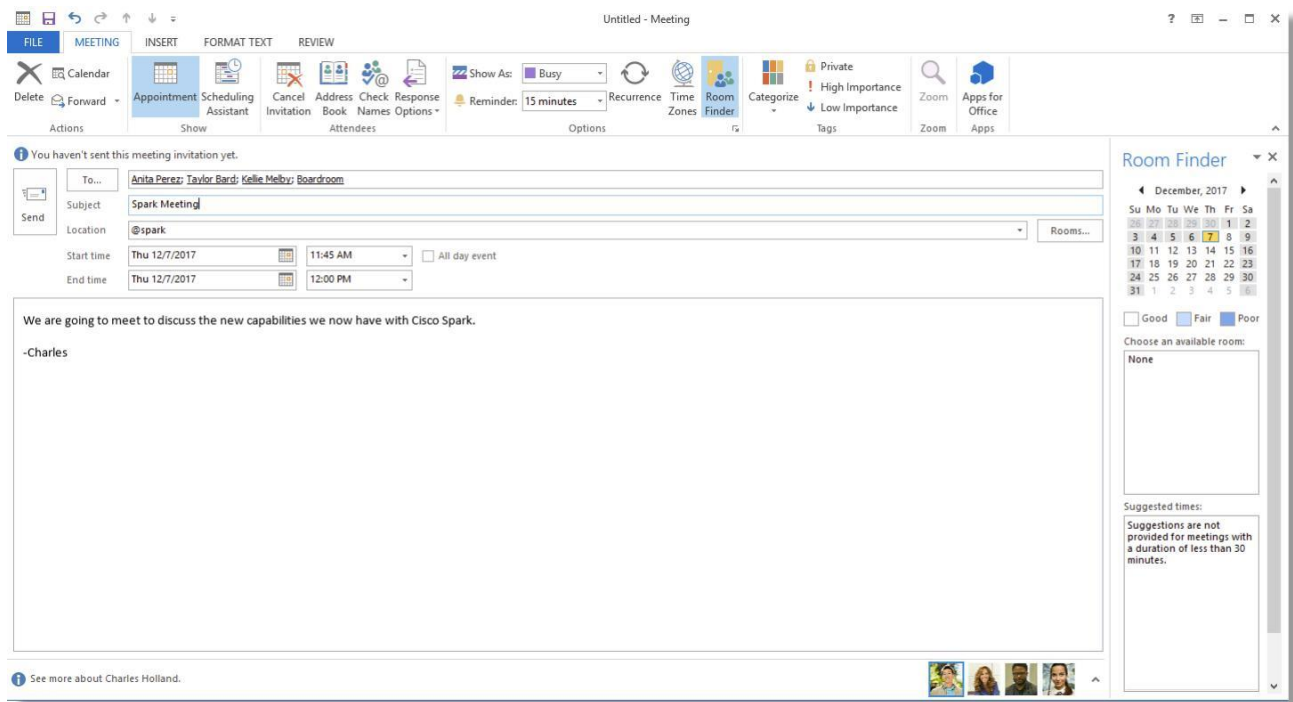 Untitled - Meeting
?
FILE MEETING INSERT FORMAT TEXT REVIEW
Delete
Calendar
Forward
Actions
Appointment
Scheduling Assistant
Show
Cancel Invitation
Address Book
Check Names
Response Options
Attendees
Show As: Busy
Reminder: 15 minutes
Recurrence
Time Zones
Room Finder
Options
Categorize
Private
High Importance
Low Importance
Tags
Zoom
Zoom
Apps for Office
Apps
You haven't sent this meeting invitation yet.
Send
To... Anita Perez; Taylor Bard; Kellie Melby; Boardroom
Subject Spark Meeting
Location @spark Rooms...
Start time Thu 12/7/2017 11:45 AM All day event
End time Thu 12/7/2017 12:00 PM
We are going to meet to discuss the new capabilities we now have with Cisco Spark.
-Charles
See more about Charles Holland.
Room Finder
December, 2017
Su Mo Tu We Th Fr Sa
26 27 28 29 30 1 2
3 4 5 6 7 8 9
10 11 12 13 14 15 16
17 18 19 20 21 22 23
24 25 26 27 28 29 30
31 1 2 3 4 5 6
Good Fair Poor
Choose an available room:
None
Suggested times:
Suggestions are not
provided for meetings with
a duration of less than 30
minutes.